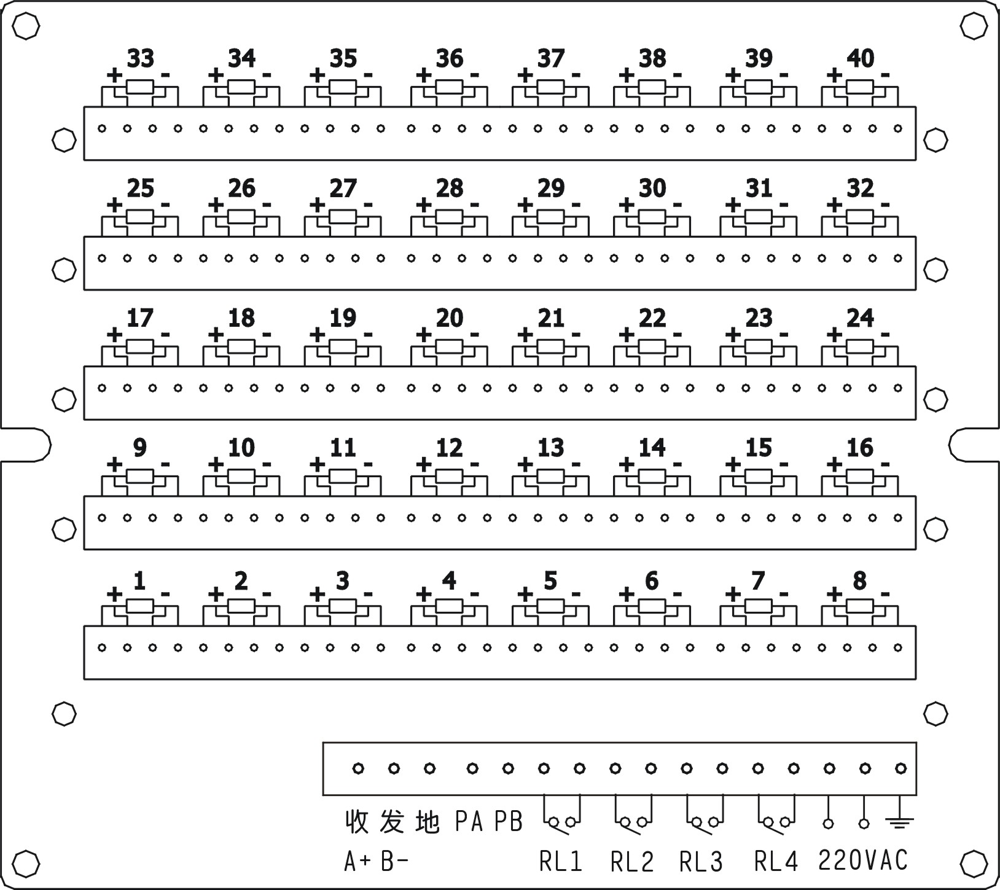 33 34 35 36 37 38 39 40
+ - + - + - + - + - + - + - + -
25 26 27 28 29 30 31 32
+ - + - + - + - + - + - + - + -
17 18 19 20 21 22 23 24
+ - + - + - + - + - + - + - + -
9 10 11 12 13 14 15 16
+ - + - + - + - + - + - + - + -
1 2 3 4 5 6 7 8
+ - + - + - + - + - + - + - + -
收 发 地 PA PB
A+ B- RL1 RL2 RL3 RL4 220VAC